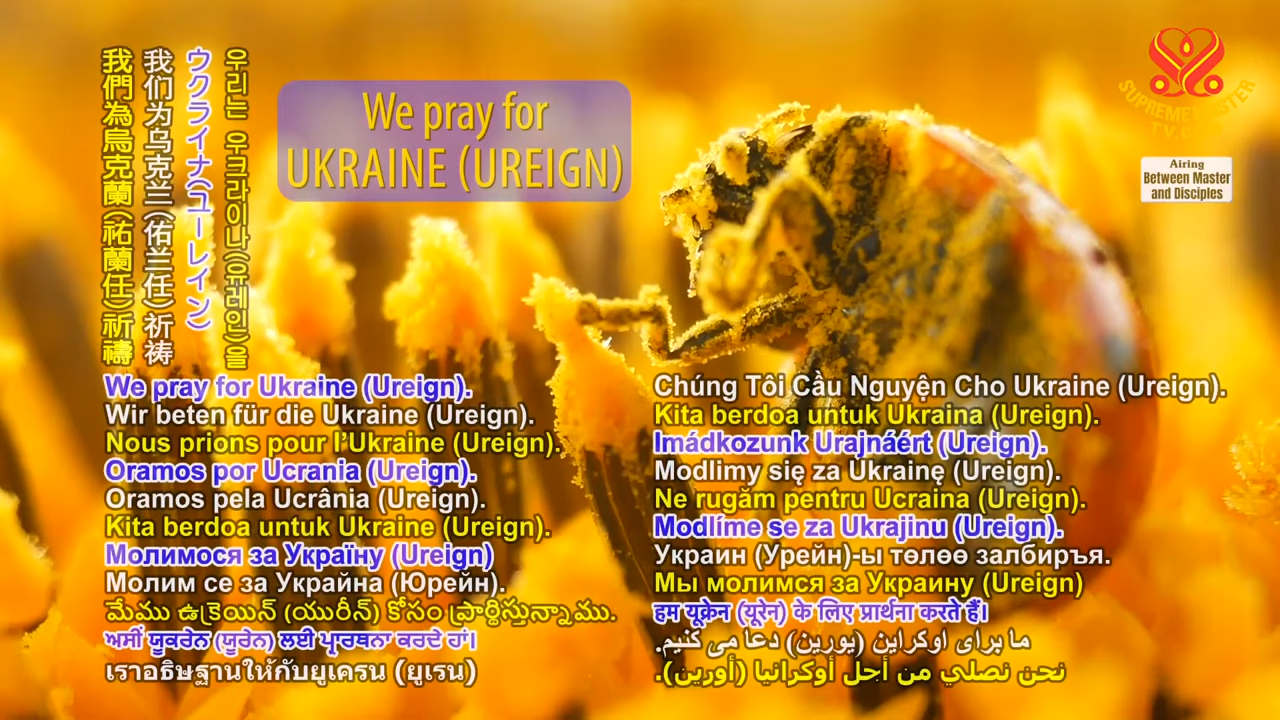 我們為烏克蘭(祐蘭任)祈禱
我们为乌克兰(佑兰任)祈祷
ウクライナ(ユーレイン)
우리는 우크라이나(유레인)을
We pray for
UKRAINE (UREIGN)
SUPREME MASTER
TV.COM
Airing
Between Master
and Disciples
We pray for Ukraine (Ureign).
Wir beten für die Ukraine (Ureign).
Nous prions pour l’Ukraine (Ureign).
Oramos por Ucrania (Ureign).
Oramos pela Ucrânia (Ureign).
Kita berdoa untuk Ukraine (Ureign).
Молимося за Україну (Ureign)
Молим се за Украйна (Юрейн).
మేము ఉక్రెయిన్ (యురీన్) కోసం ప్రార్థిస్తున్నాము.
ਅਸੀਂ ਯੂਕਰੇਨ (ਯੂਰੇਨ) ਲਈ ਪ੍ਰਾਰਥਨਾ ਕਰਦੇ ਹਾਂ।
เราอธิษฐานให้กับยูเครน (ยูเรน)
Chúng Tôi Cầu Nguyện Cho Ukraine (Ureign).
Kita berdoa untuk Ukraina (Ureign).
Imádkozunk Urajnáért (Ureign).
Modlimy się za Ukrainę (Ureign).
Ne rugăm pentru Ucraina (Ureign).
Modlíme se za Ukrajinu (Ureign).
Украин (Урейн)-ы төлөө залбиръя.
Мы молимся за Украину (Ureign)
हम यूक्रेन (यूरेन) के लिए प्रार्थना करते हैं।
ما برای اوکراین (یورین) دعا می کنیم.
نحن نصلي من أجل أوكرانيا (أورين).